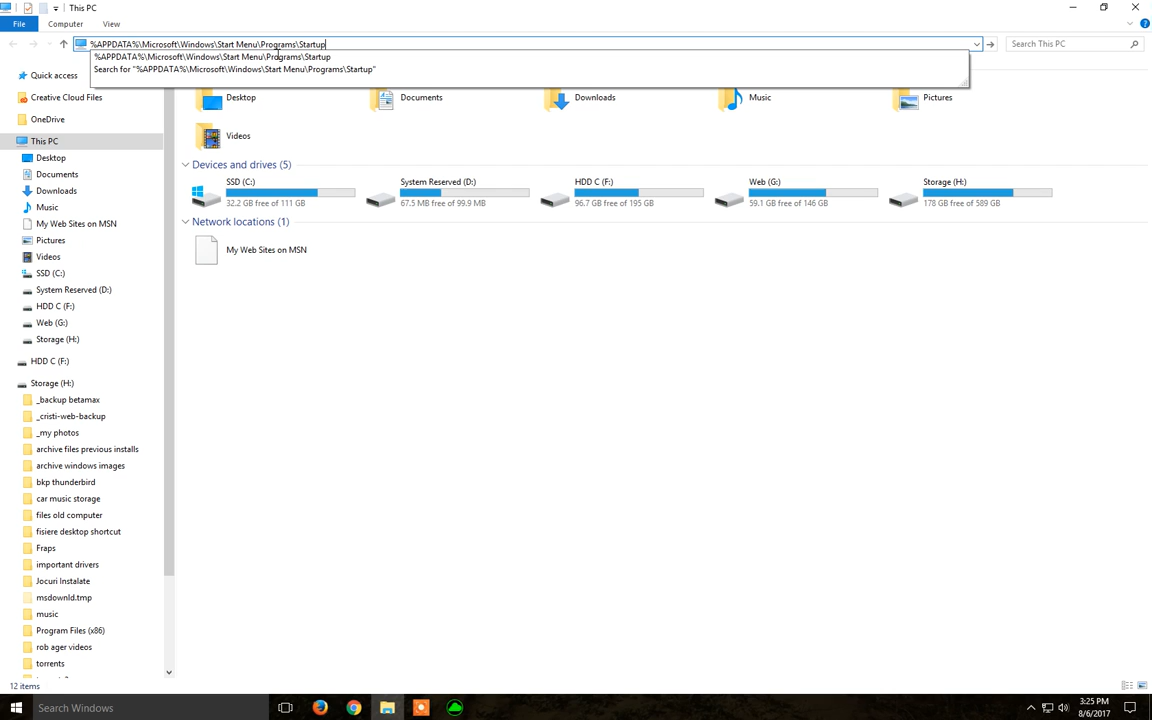 This PC
File
Computer
View
%APPDATA%\Microsoft\Windows\Start Menu\Programs\Startup
Search This PC
%APPDATA%\Microsoft\Windows\Start Menu\Programs\Startup
Search for "%APPDATA%\Microsoft\Windows\Start Menu\Programs\Startup"
Quick access
Creative Cloud Files
OneDrive
This PC
Desktop
Documents
Downloads
Music
My Web Sites on MSN
Pictures
Videos
SSD (C:)
System Reserved (D:)
HDD C (F:)
Web (G:)
Storage (H:)
HDD C (F:)
Storage (H:)
_backup betamax
_cristi-web-backup
_my photos
archive files previous installs
archive windows images
bkp thunderbird
car music storage
files old computer
fisiere desktop shortcut
Fraps
important drivers
Jocuri Instalate
msdownld.tmp
music
Program Files (x86)
rob ager videos
torrents
Desktop
Documents
Downloads
Music
Pictures
Videos
Devices and drives (5)
SSD (C:)
32.2 GB free of 111 GB
System Reserved (D:)
67.5 MB free of 99.9 MB
HDD C (F:)
96.7 GB free of 195 GB
Web (G:)
59.1 GB free of 146 GB
Storage (H:)
178 GB free of 589 GB
Network locations (1)
My Web Sites on MSN
12 items
Search Windows
3:25 PM
8/6/2017